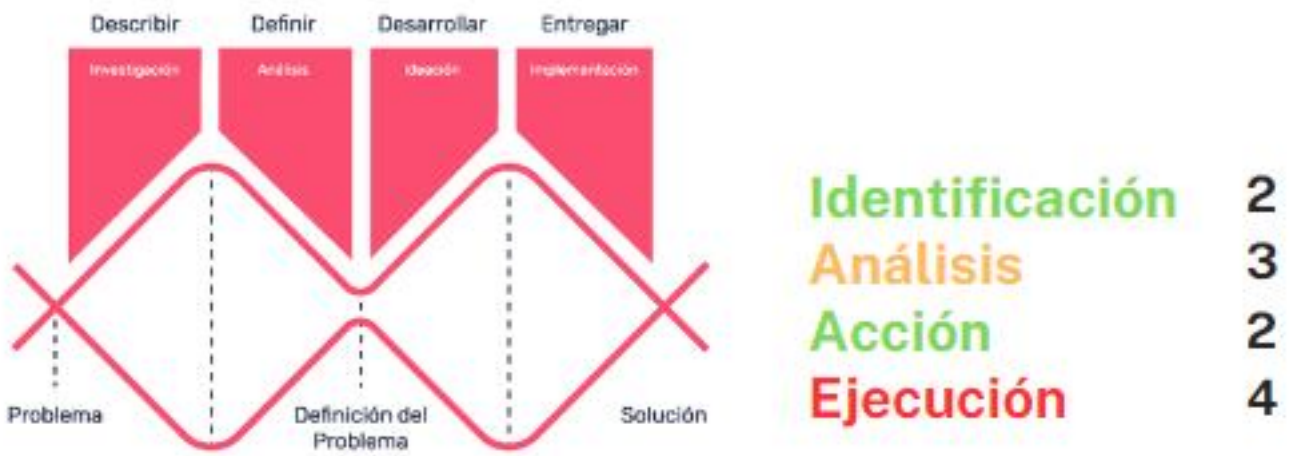 Describir
Definir
Desarrollar
Entregar
Investigación
Análisis
Ideación
Implementación
Problema
Definición del
Problema
Solución
Identificación 2
Análisis 3
Acción 2
Ejecución 4